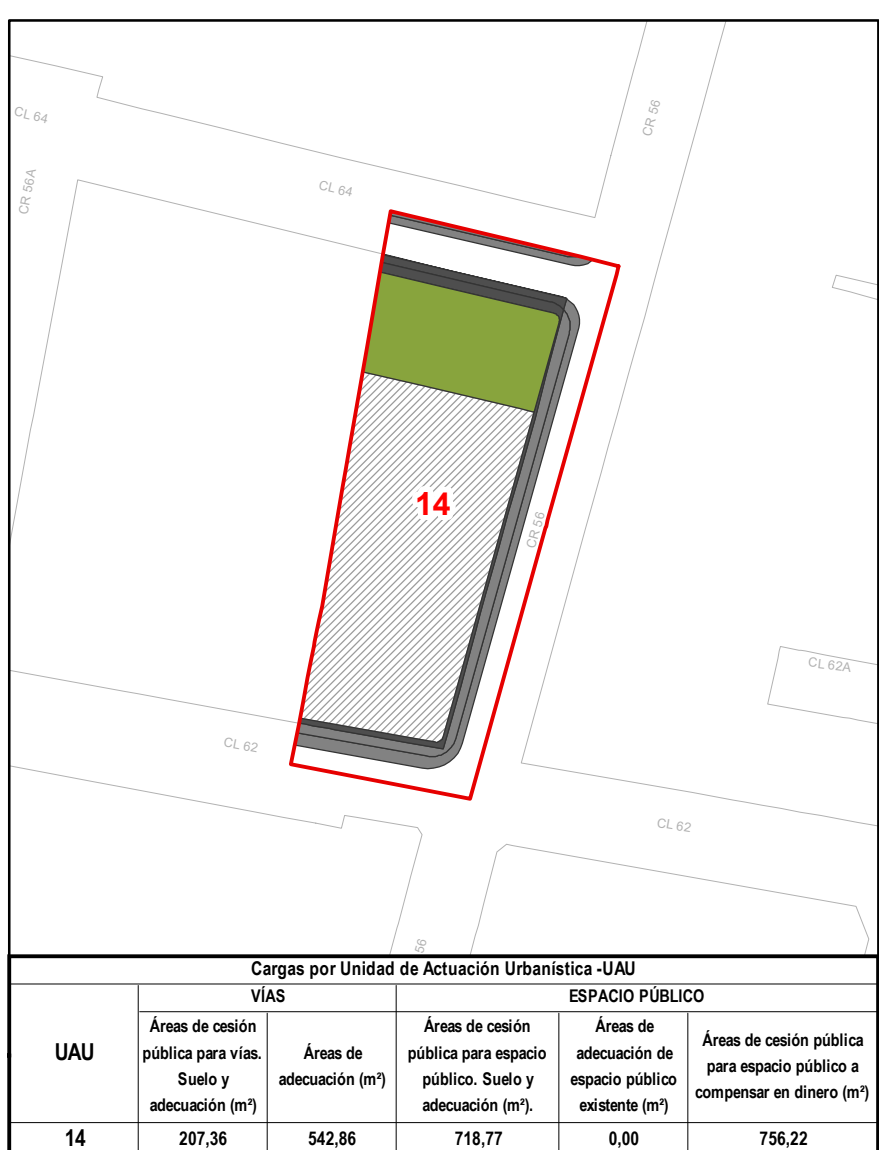 CL 64
CR 56
CR 56A
CL 64
14
CR 56
CL 62A
CL 62
CL 62
56
Cargas por Unidad de Actuación Urbanística -UAU
VÍAS
ESPACIO PÚBLICO
UAU
Áreas de cesión
pública para vías.
Suelo y
adecuación (m²)
Áreas de
adecuación (m²)
Áreas de cesión
pública para espacio
público. Suelo y
adecuación (m²).
Áreas de
adecuación de
espacio público
existente (m²)
Áreas de cesión pública
para espacio público a
compensar en dinero (m²)
14
207,36
542,86
718,77
0,00
756,22